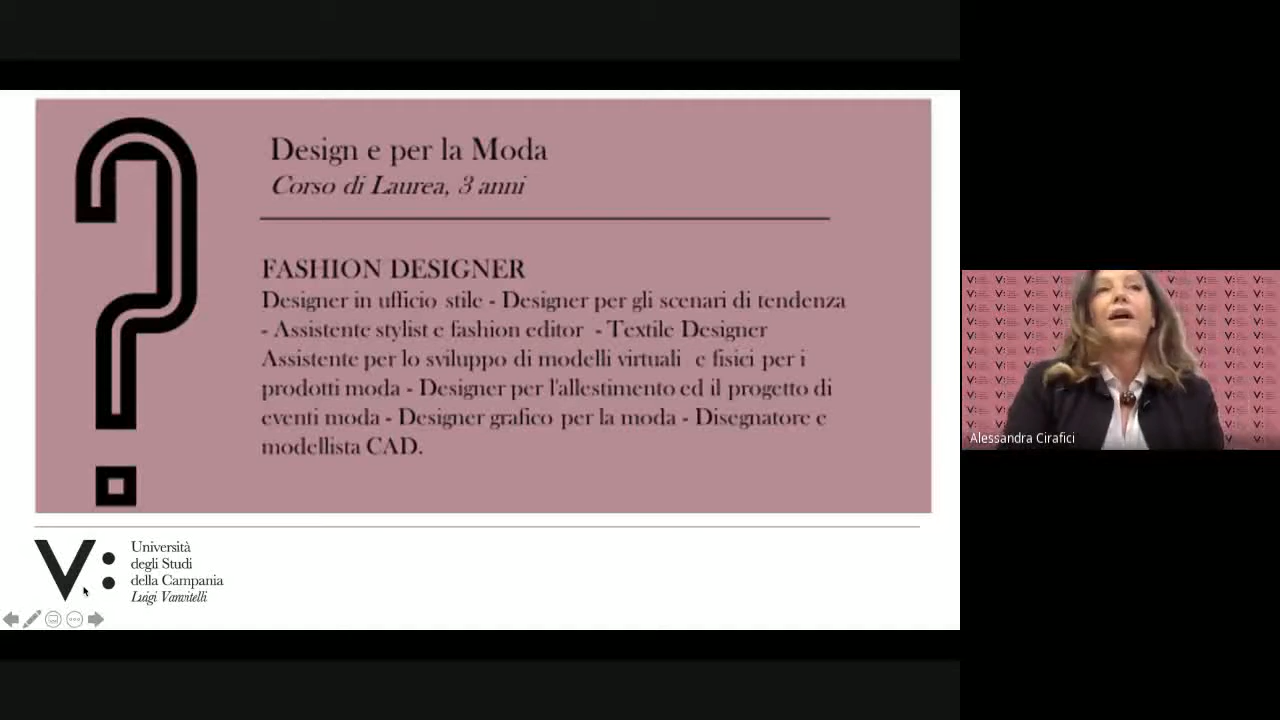 Design e per la Moda
Corso di Laurea, 3 anni
FASHION DESIGNER
Designer in ufficio stile - Designer per gli scenari di tendenza
- Assistente stylist e fashion editor - Textile Designer
Assistente per lo sviluppo di modelli virtuali e fisici per i
prodotti moda - Designer per l'allestimento ed il progetto di
eventi moda - Designer grafico per la moda - Disegnatore e
modellista CAD.
V:
Università
degli Studi
della Campania
Luigi Vanvitelli
Alessandra Cirafici